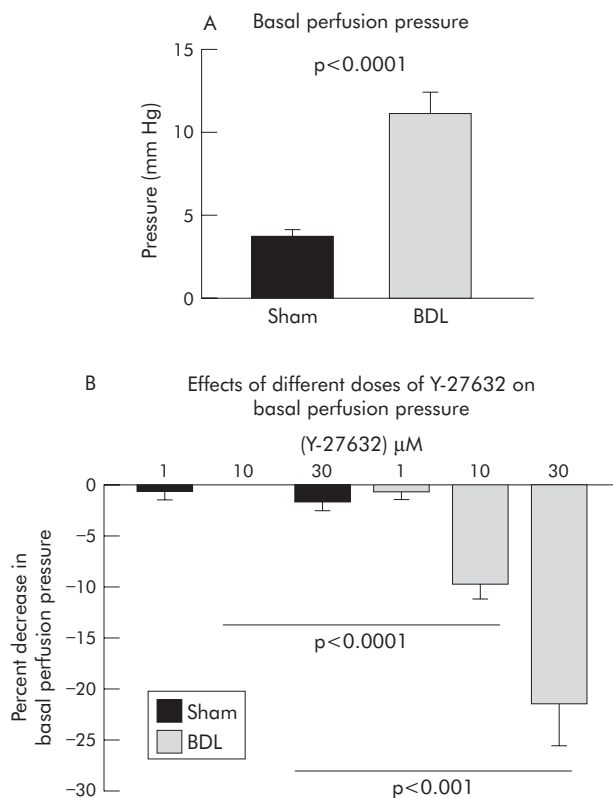 A Basal perfusion pressure
15
p<0.0001
10
Pressure (mm Hg)
5
0
Sham BDL
B Effects of different doses of Y-27632 on
basal perfusion pressure
(Y-27632) μM
1 10 30 1 10 30
0
−5
−10
−15
−20
−25
−30
Percent decrease in
basal perfusion pressure
p<0.0001
Sham
BDL
p<0.001